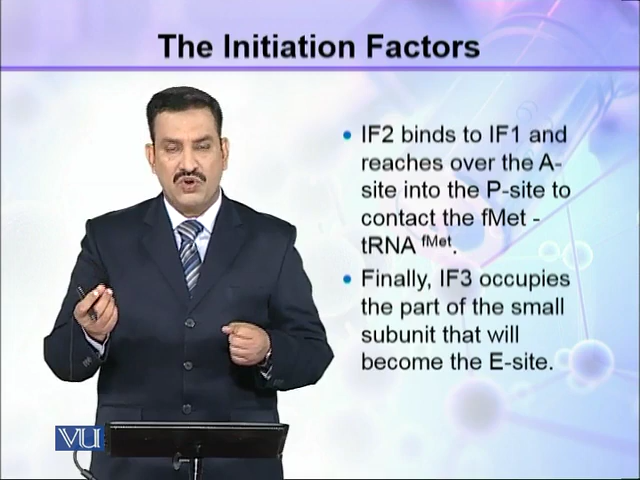 The Initiation Factors
• IF2 binds to IF1 and
reaches over the A-
site into the P-site to
contact the fMet -
tRNA fMet.
• Finally, IF3 occupies
the part of the small
subunit that will
become the E-site.
VU